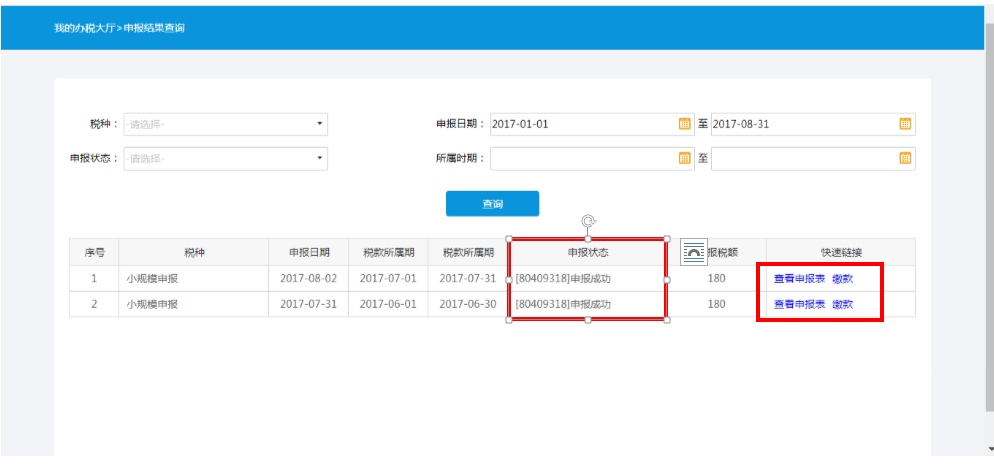 我的办税大厅>申报结果查询
税种： -请选择- 申报日期： 2017-01-01 至 2017-08-31
申报状态： -请选择- 所属时期： 至
查询
序号 税种 申报日期 税款所属期 税款所属期 申报状态 报税额 快速链接
1 小规模申报 2017-08-02 2017-07-01 2017-07-31 [80409318]申报成功 180 查看申报表 缴款
2 小规模申报 2017-07-31 2017-06-01 2017-06-30 [80409318]申报成功 180 查看申报表 缴款